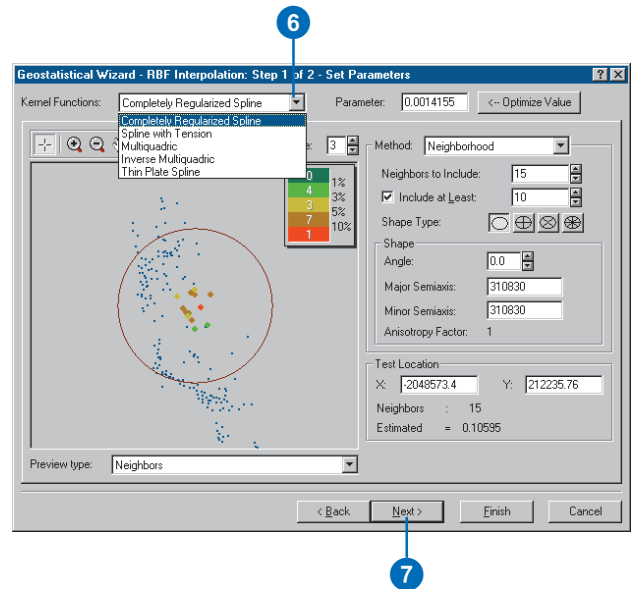 6
Geostatistical Wizard - RBF Interpolation: Step 1 of 2 - Set Parameters
Kernel Functions: Completely Regularized Spline Parameter: 0.0014155 <-- Optimize Value
Completely Regularized Spline
Spline with Tension
Multiquadric
Inverse Multiquadric
Thin Plate Spline
3
0
4
3
7
1
1%
3%
5%
10%
Method: Neighborhood
Neighbors to Include: 15
Include at Least: 10
Shape Type:
Shape
Angle: 0.0
Major Semiaxis: 310830
Minor Semiaxis: 310830
Anisotropy Factor: 1
Test Location
X: -2048573.4 Y: 212235.76
Neighbors : 15
Estimated = 0.10595
Preview type: Neighbors
< Back Next > Finish Cancel
7